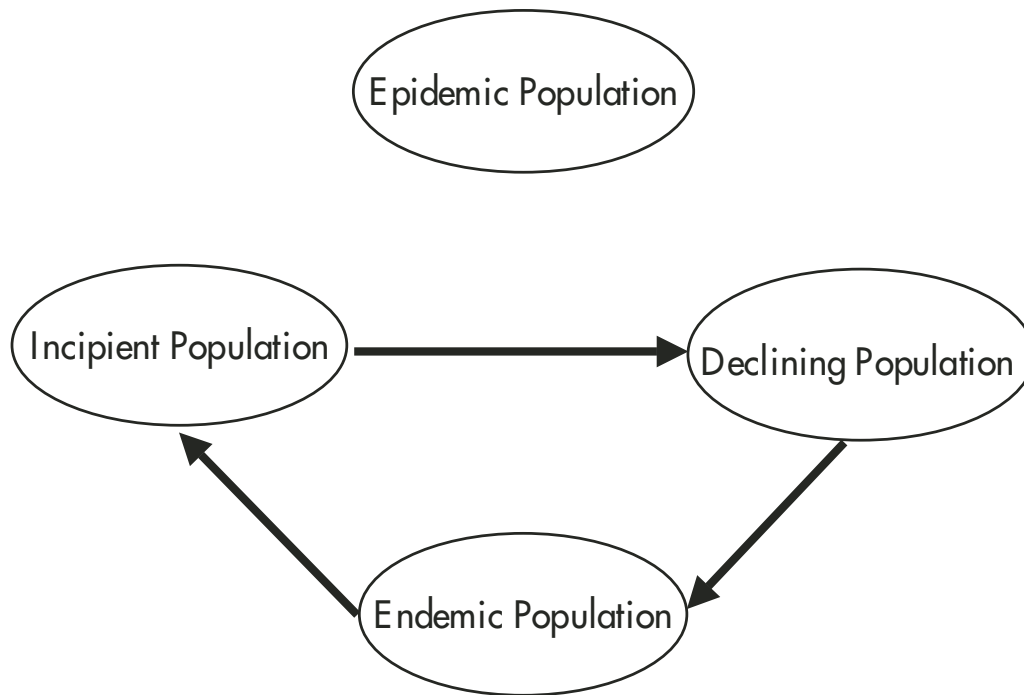 Epidemic Population
Incipient Population
Declining Population
Endemic Population